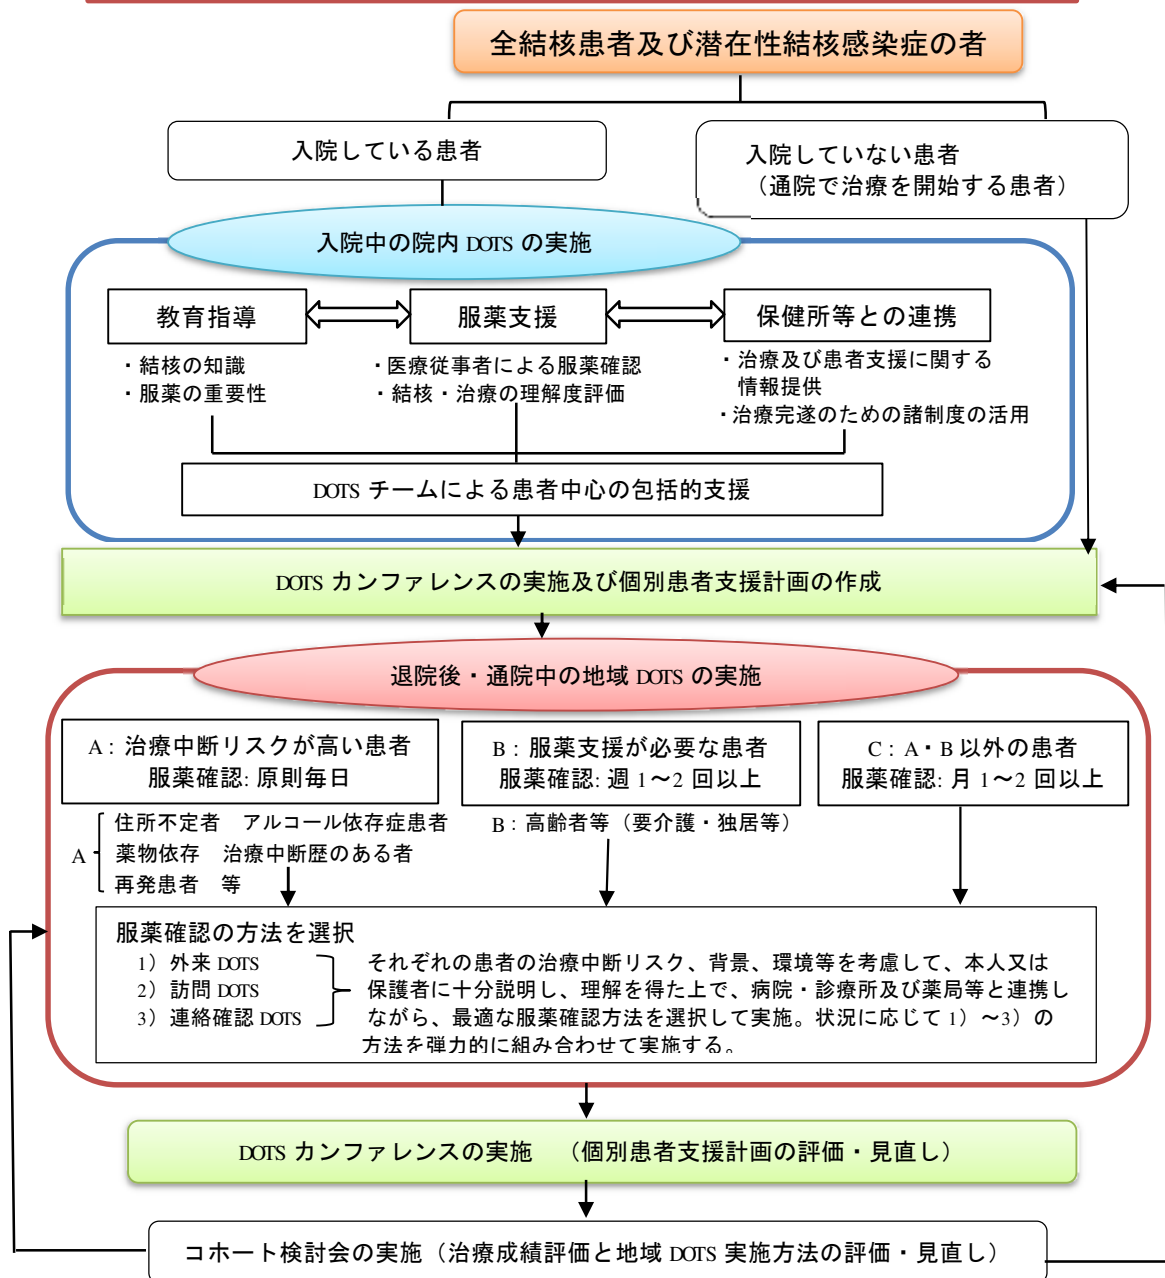 全結核患者及び潜在性結核感染症の者
入院している患者
入院していない患者
（通院で治療を開始する患者）
入院中の院内 DOTS の実施
教育指導
服薬支援
保健所等との連携
・結核の知識
・服薬の重要性
・医療従事者による服薬確認
・結核・治療の理解度評価
・治療及び患者支援に関する
情報提供
・治療完遂のための諸制度の活用
DOTS チームによる患者中心の包括的支援
DOTS カンファレンスの実施及び個別患者支援計画の作成
退院後・通院中の地域 DOTS の実施
A：治療中断リスクが高い患者
服薬確認: 原則毎日
B：服薬支援が必要な患者
服薬確認: 週 1～2 回以上
C：A・B 以外の患者
服薬確認: 月 1～2 回以上
A
住所不定者　アルコール依存症患者
薬物依存　治療中断歴のある者
再発患者　等
B：高齢者等（要介護・独居等）
服薬確認の方法を選択
1）外来 DOTS
2）訪問 DOTS
3）連絡確認 DOTS
それぞれの患者の治療中断リスク、背景、環境等を考慮して、本人又は
保護者に十分説明し、理解を得た上で、病院・診療所及び薬局等と連携し
ながら、最適な服薬確認方法を選択して実施。状況に応じて 1）～3）の
方法を弾力的に組み合わせて実施する。
DOTS カンファレンスの実施　（個別患者支援計画の評価・見直し）
コホート検討会の実施（治療成績評価と地域 DOTS 実施方法の評価・見直し）